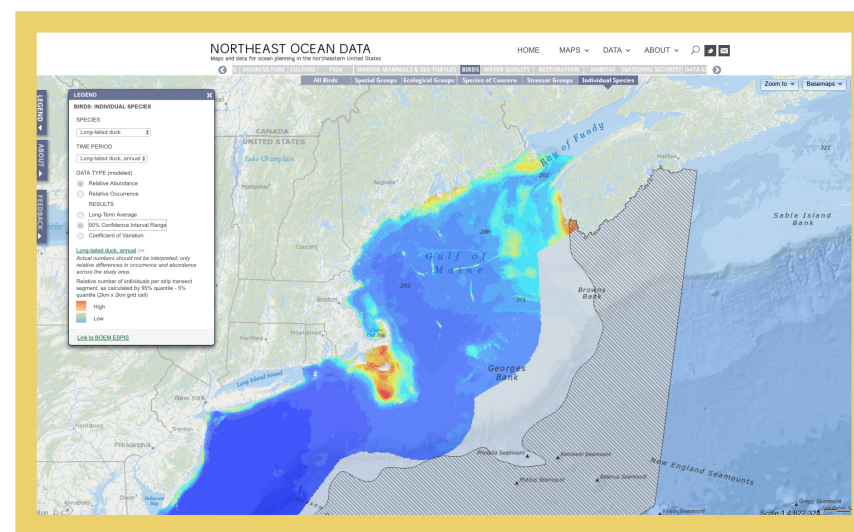 NORTHEAST OCEAN DATA
Maps and data for ocean planning in the northeastern United States
HOME MAPS DATA ABOUT
AQUACULTURE CULTURE FISH MARINE MAMMALS & SEA TURTLES BIRDS WATER QUALITY RESTORATION HABITAT NATIONAL SECURITY
All Birds Spatial Groups Ecological Groups Species of Concern Stressor Groups Individual Species
Zoom to Basemaps
LEGEND
ABOUT
FEEDBACK
LEGEND
BIRDS: INDIVIDUAL SPECIES
SPECIES
Long-tailed duck
TIME PERIOD
Long-tailed duck, annual
DATA TYPE (modeled)
Relative Abundance
Relative Occurrence
RESULTS
Long-Term Average
90% Confidence Interval Range
Coefficient of Variation
Long-tailed duck, annual
Actual numbers should not be interpreted; only
relative differences in occurrence and abundance
across the study area.
Relative number of individuals per strip transect
segment, as calculated by 95% quantile - 5%
quantile (2km x 2km grid cell)
High
Low
Link to BOEM ESPIS
CANADA
UNITED STATES
Lake Champlain
Montpelier
Augusta
Bay of Fundy
Halifax
Sable Island
Bank
Concord
Gulf of
Maine
Boston
Browns
Bank
Providence
Hartford
Long Island Sound
Georges
Bank
New York
Harrisburg
Trenton
Philadelphia
Physalia Seamount
Retriever Seamount
New England Seamounts
Mytilus Seamount
Balanus Seamount
Annapolis
Dover
Delaware
Bay
Gregg Seamount
Kelvin Seamount